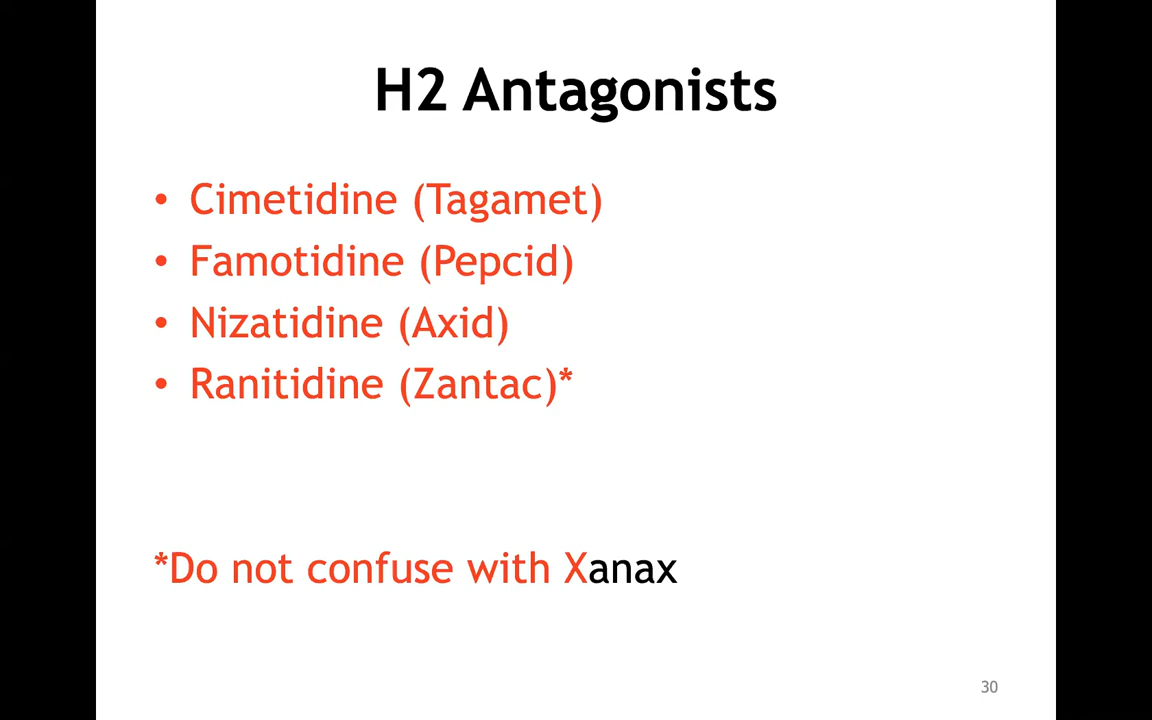 H2 Antagonists
• Cimetidine (Tagamet)
• Famotidine (Pepcid)
• Nizatidine (Axid)
• Ranitidine (Zantac)*
*Do not confuse with Xanax
30